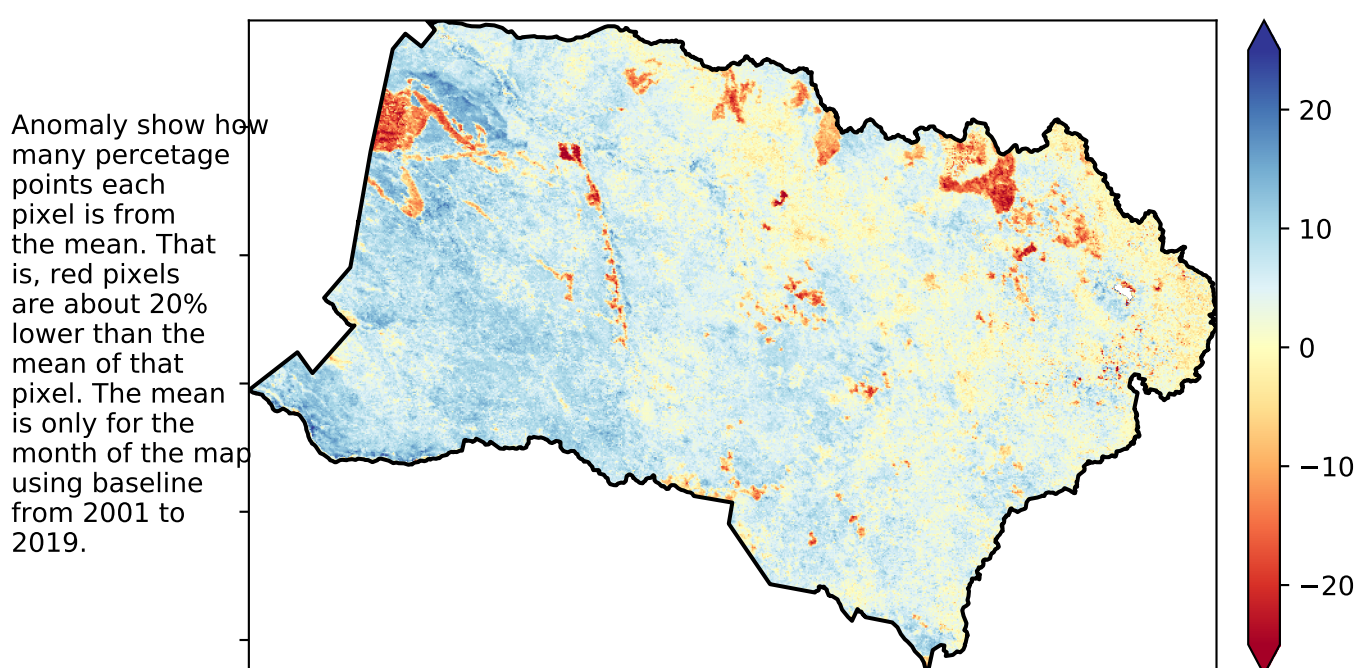 Anomaly show how
many percetage
points each
pixel is from
the mean. That
is, red pixels
are about 20%
lower than the
mean of that
pixel. The mean
is only for the
month of the map
using baseline
from 2001 to
2019.
20
10
0
−10
−20